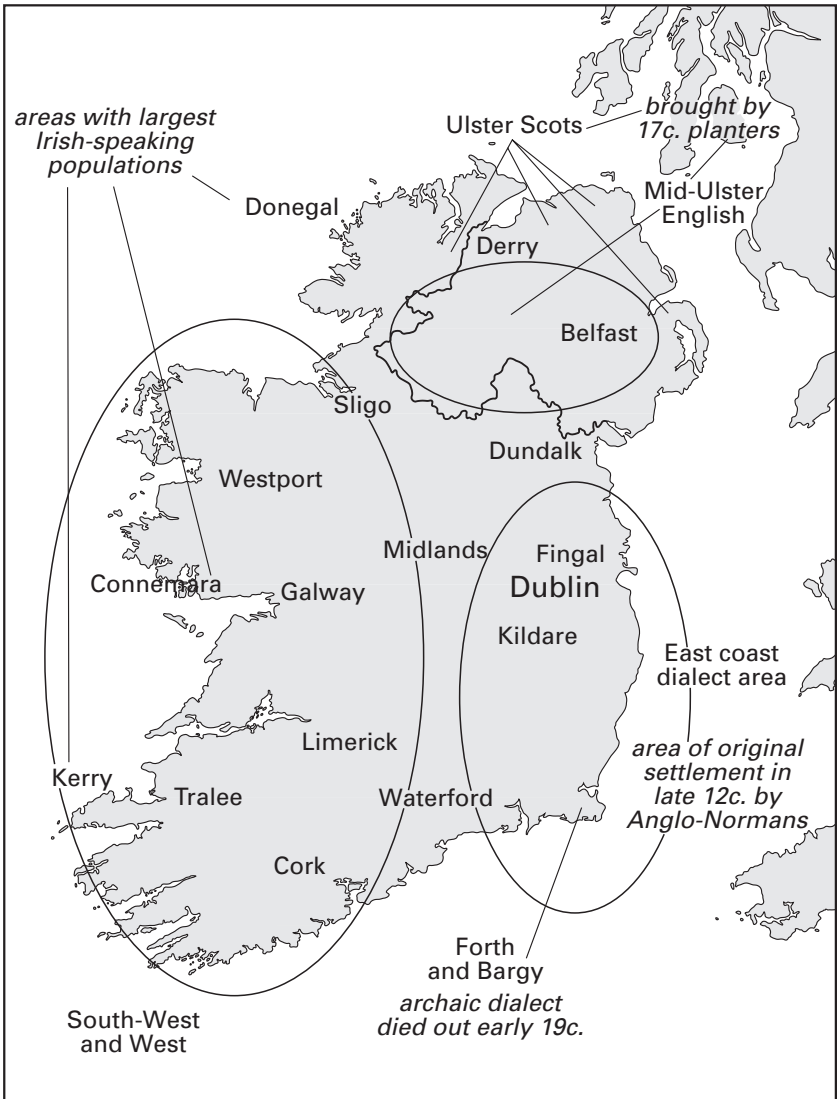 areas with largest
Irish-speaking
populations
Ulster Scots
brought by
17c. planters
Mid-Ulster
English
Donegal
Derry
Belfast
Sligo
Dundalk
Westport
Midlands
Fingal
Dublin
Connemara
Galway
Kildare
East coast
dialect area
Limerick
area of original
settlement in
late 12c. by
Anglo-Normans
Kerry
Tralee
Waterford
Cork
Forth
and Bargy
archaic dialect
died out early 19c.
South-West
and West